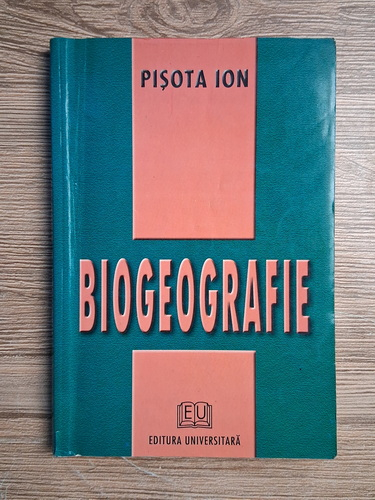 PIȘOTA ION
BIOGEOGRAFIE
EU
EDITURA UNIVERSITARĂ